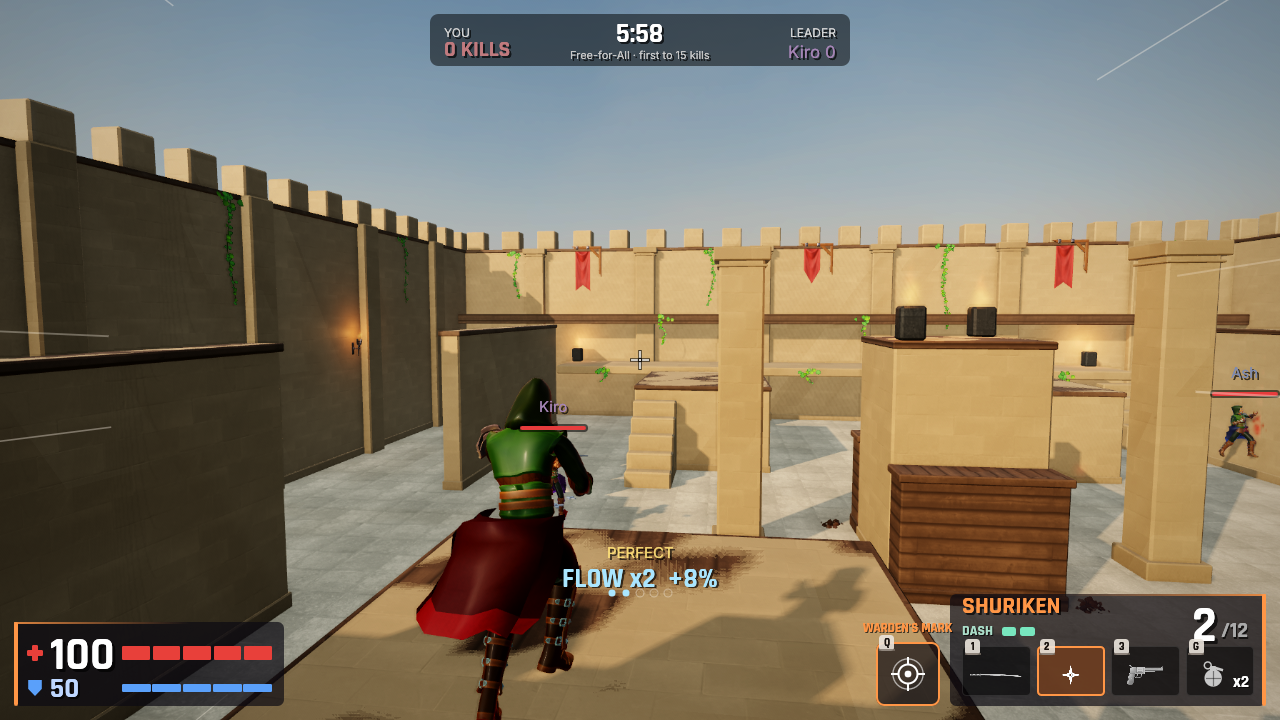 YOU
0 KILLS
5:58
Free-for-All · first to 15 kills
LEADER
Kiro 0
Ash
Kiro
PERFECT
FLOW x2 +8%
WARDEN'S MARK
Q
SHURIKEN
DASH
2 /12
1
2
3
G
x2
100
50